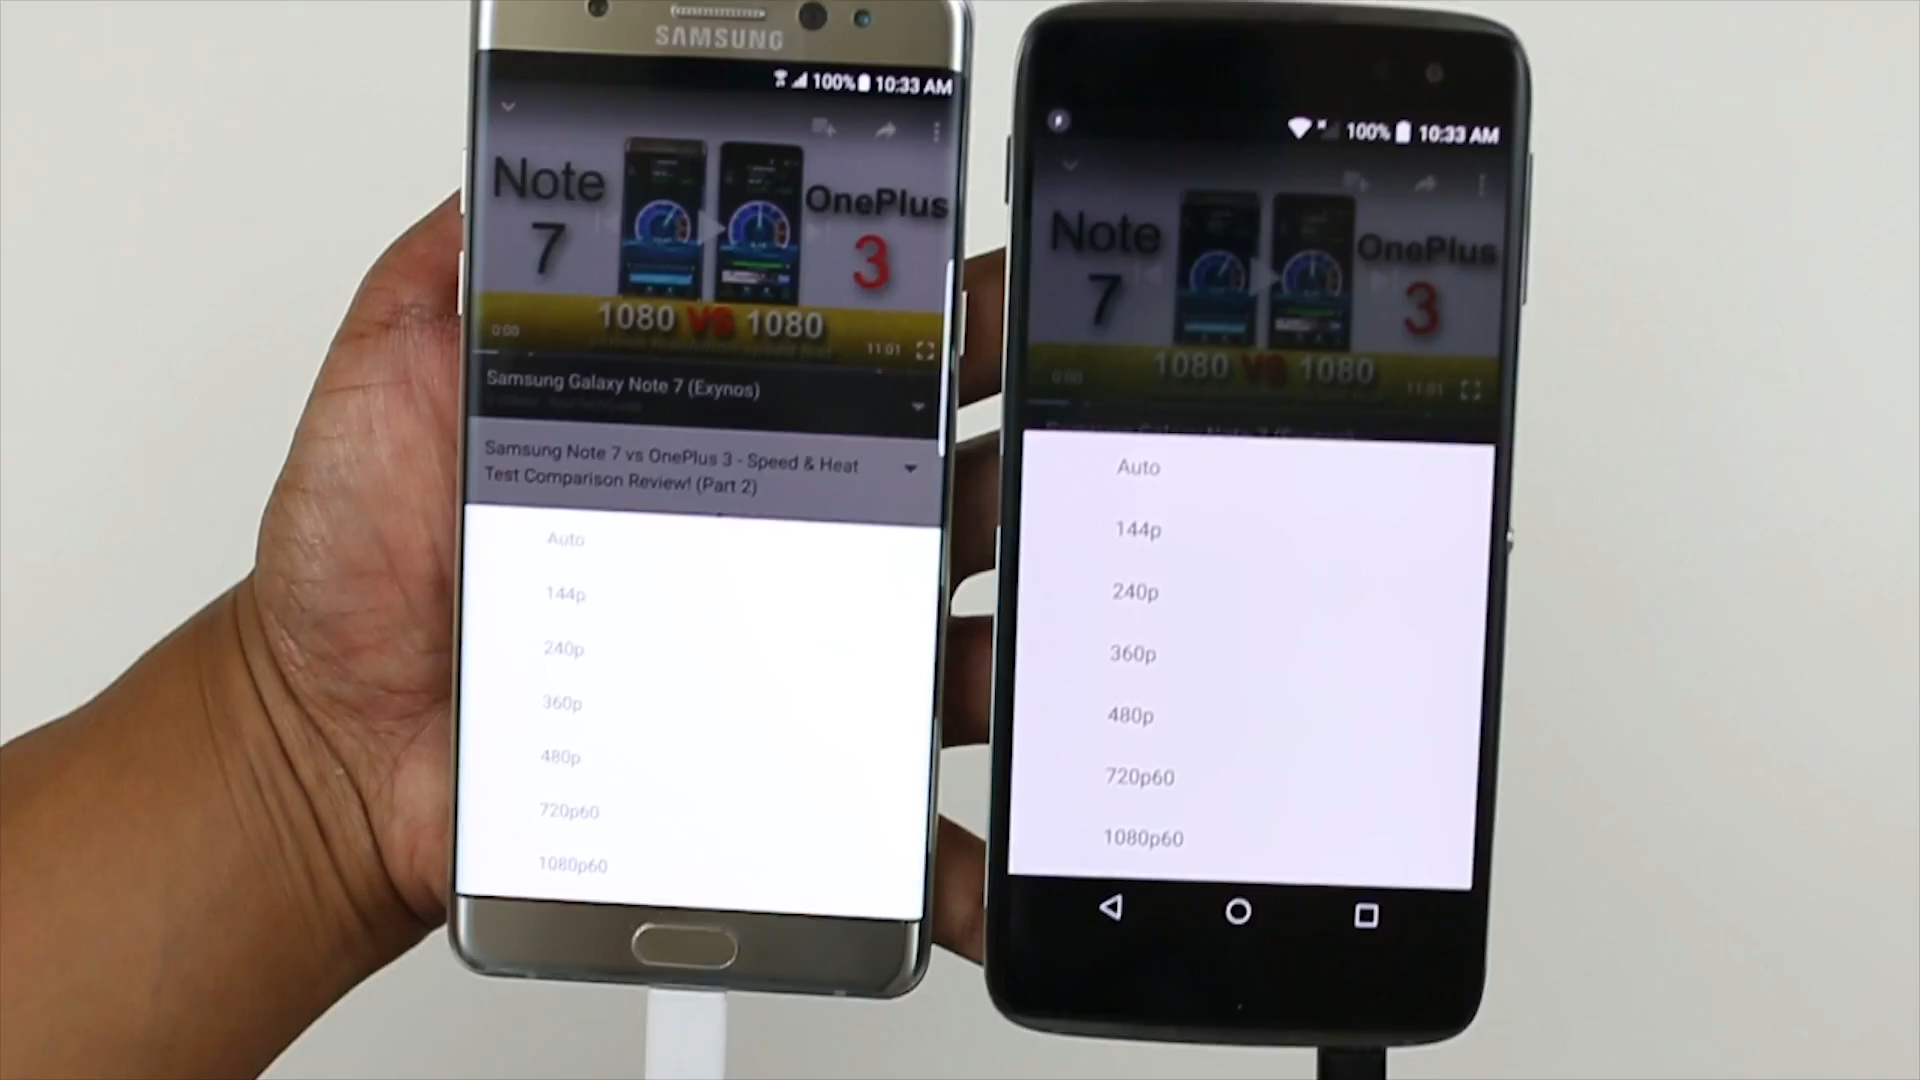 SAMSUNG
100% 10:33 AM
Note
7
OnePlus
3
1080 VS 1080
0:00
11:01
Samsung Galaxy Note 7 (Exynos)
Samsung Note 7 vs OnePlus 3 - Speed & Heat
Test Comparison Review! (Part 2)
Auto
144p
240p
360p
480p
720p60
1080p60
100% 10:33 AM
Note
7
OnePlus
3
1080 VS 1080
0:00
11:01
Auto
144p
240p
360p
480p
720p60
1080p60